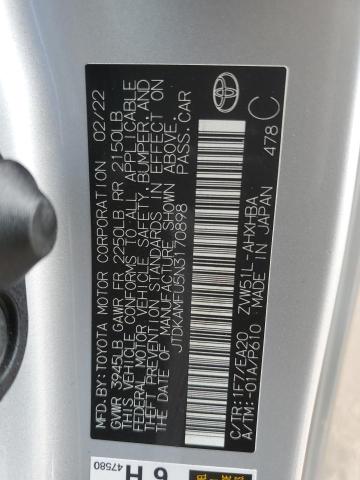 MFD.BY:TOYOTA MOTOR CORPORATION 02/22
GVWR 3945LB GAWR FR 2250LB RR 2150LB
THIS VEHICLE CONFORMS TO ALL APPLICABLE
FEDERAL MOTOR VEHICLE SAFETY, BUMPER, AND
THEFT PREVENTION STANDARDS IN EFFECT ON
THE DATE OF MANUFACTURE SHOWN ABOVE.
JTDKAMFU5N3170898 PASS.CAR
C/TR:1F7/EA20 ZVW51L-AHXHBA
A/TM:-01A/P610 MADE IN JAPAN 478 C
47580
6 H